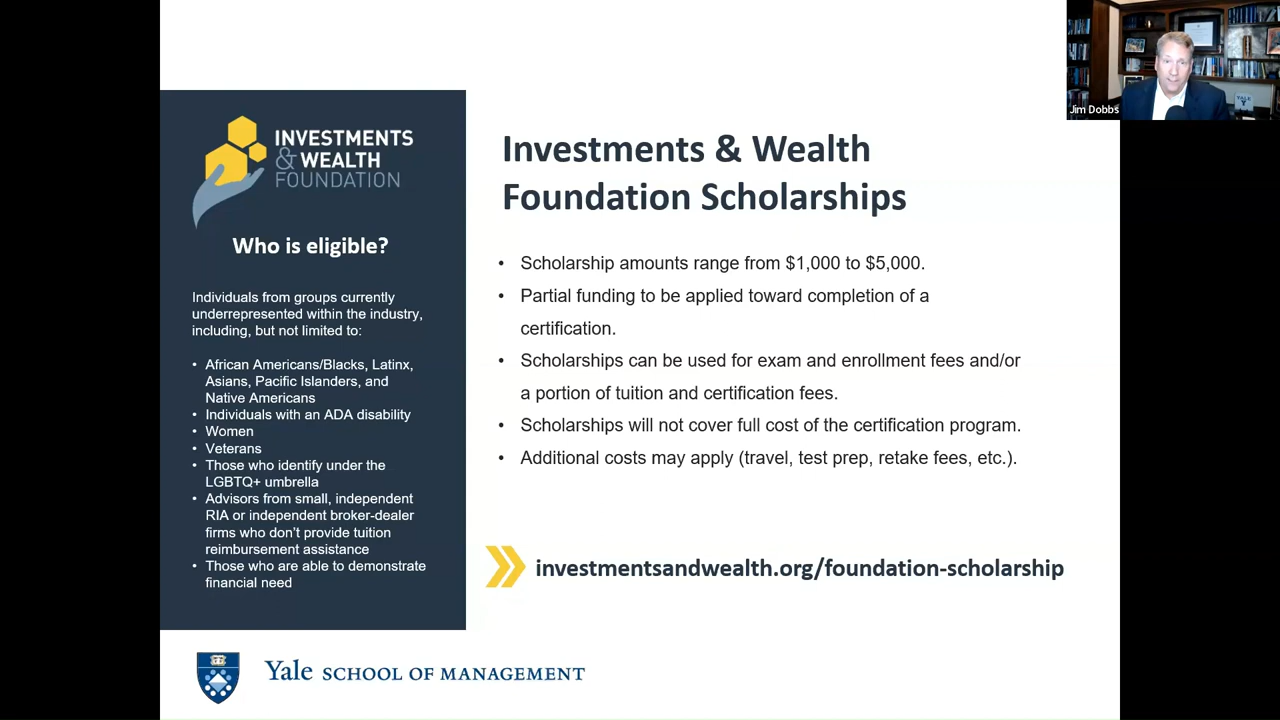 INVESTMENTS
& WEALTH
FOUNDATION
Who is eligible?
Individuals from groups currently
underrepresented within the industry,
including, but not limited to:
• African Americans/Blacks, Latinx,
Asians, Pacific Islanders, and
Native Americans
• Individuals with an ADA disability
• Women
• Veterans
• Those who identify under the
LGBTQ+ umbrella
• Advisors from small, independent
RIA or independent broker-dealer
firms who don't provide tuition
reimbursement assistance
• Those who are able to demonstrate
financial need
Investments & Wealth
Foundation Scholarships
• Scholarship amounts range from $1,000 to $5,000.
• Partial funding to be applied toward completion of a
certification.
• Scholarships can be used for exam and enrollment fees and/or
a portion of tuition and certification fees.
• Scholarships will not cover full cost of the certification program.
• Additional costs may apply (travel, test prep, retake fees, etc.).
investmentsandwealth.org/foundation-scholarship
Yale SCHOOL OF MANAGEMENT
Jim Dobbs
YALE